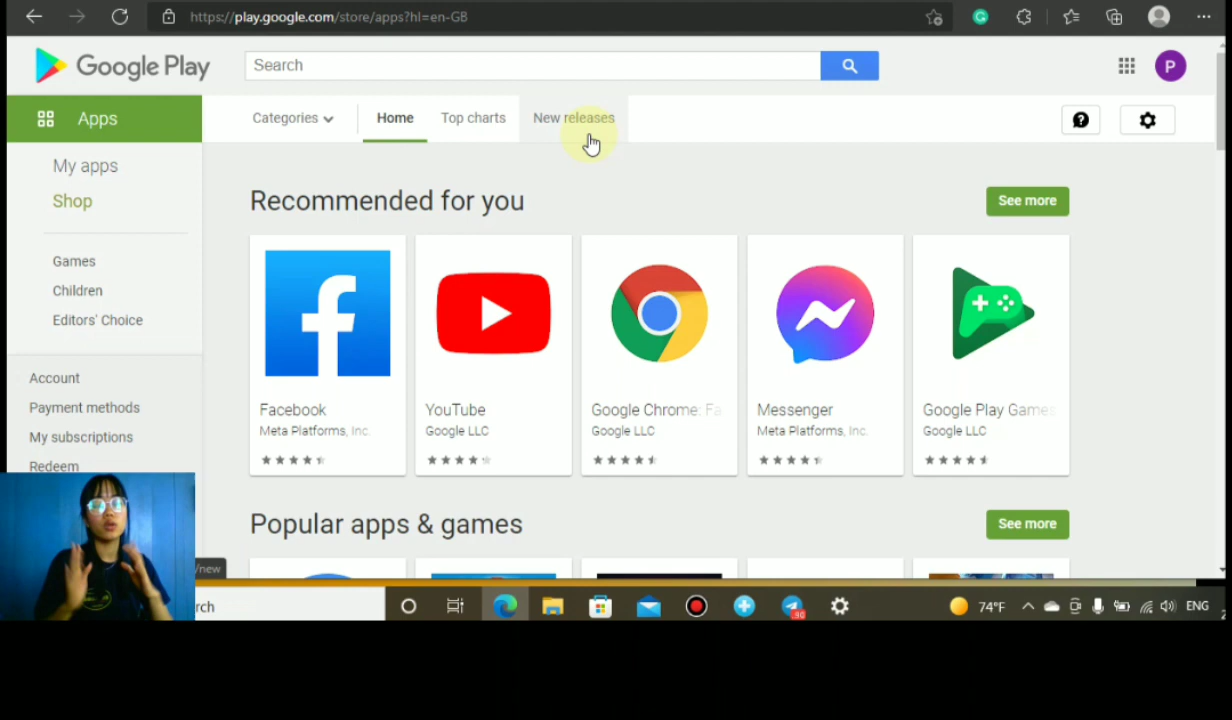 https://play.google.com/store/apps?hl=en-GB
Google Play
Search
P
Apps
Categories
Home
Top charts
New releases
My apps
Shop
Games
Children
Editors' Choice
Account
Payment methods
My subscriptions
Redeem
Recommended for you
See more
Facebook
Meta Platforms, Inc.
YouTube
Google LLC
Google Chrome: Fa
Google LLC
Messenger
Meta Platforms, Inc.
Google Play Games
Google LLC
Popular apps & games
See more
/new
rch
90
74°F
ENG